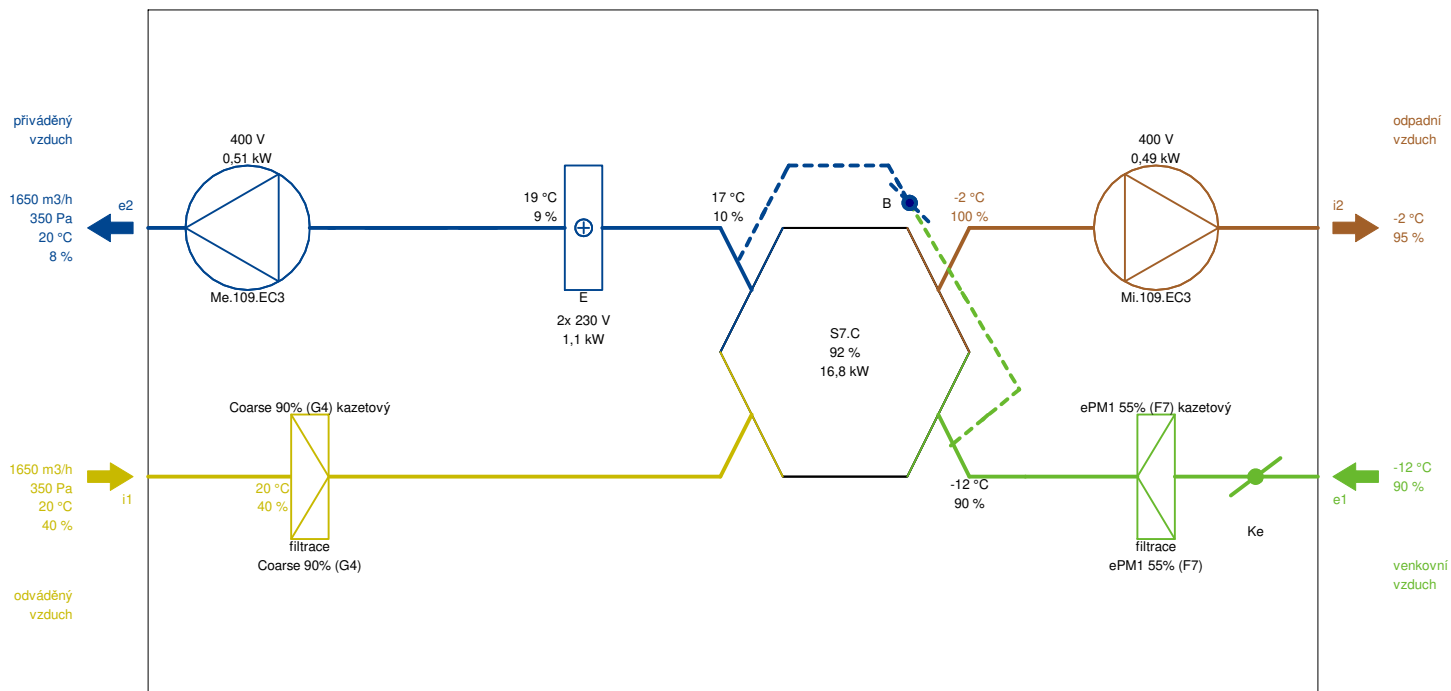 přiváděný
vzduch
1650 m3/h
350 Pa
20 °C
8 %
e2
400 V
0,51 kW
Me.109.EC3
19 °C
9 %
E
2x 230 V
1,1 kW
17 °C
10 %
B
-2 °C
100 %
400 V
0,49 kW
Mi.109.EC3
i2
odpadní
vzduch
-2 °C
95 %
S7.C
92 %
16,8 kW
1650 m3/h
350 Pa
20 °C
40 %
i1
odváděný
vzduch
Coarse 90% (G4) kazetový
20 °C
40 %
filtrace
Coarse 90% (G4)
-12 °C
90 %
ePM1 55% (F7) kazetový
filtrace
ePM1 55% (F7)
Ke
e1
-12 °C
90 %
venkovní
vzduch